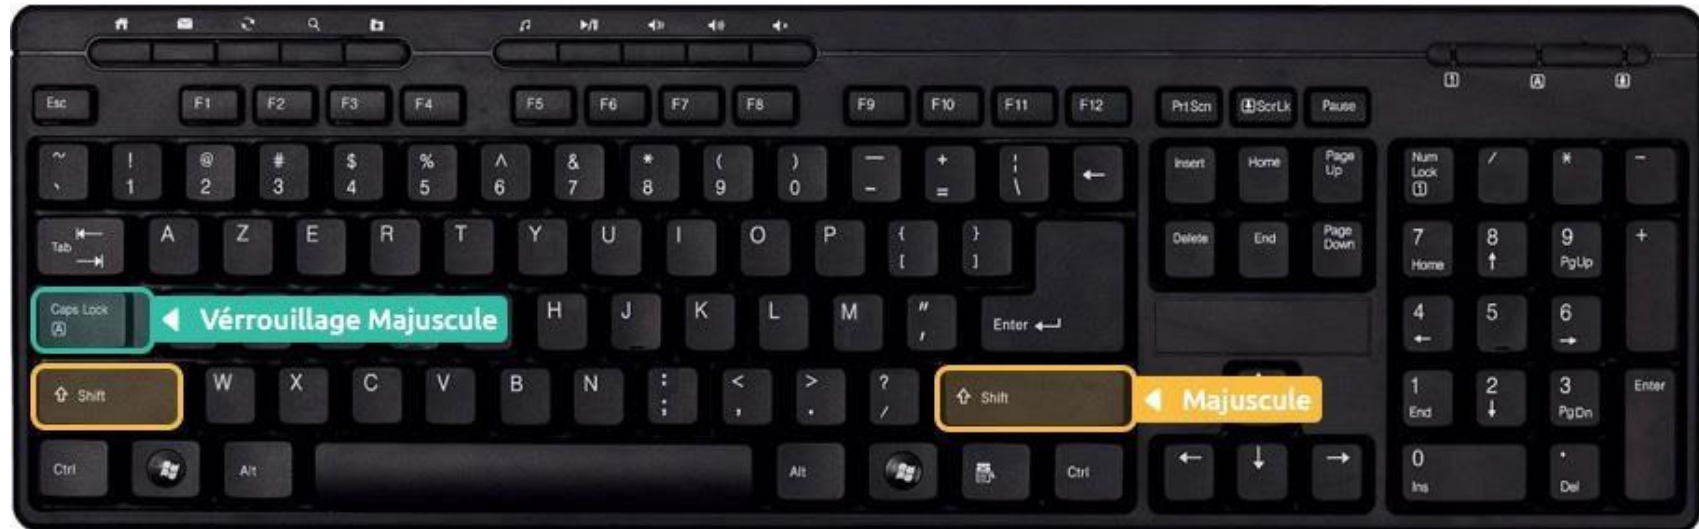 1 A
Esc F1 F2 F3 F4 F5 F6 F7 F8 F9 F10 F11 F12 Prt Scn ScrLk Pause
~ ! @ # $ % ^ & * ( ) — + ¦
` 1 2 3 4 5 6 7 8 9 0 - = \ ←
Insert Home Page Up
Num Lock 1 / * -
Tab A Z E R T Y U I O P { [ } ]
Delete End Page Down
7 Home 8 ↑ 9 PgUp +
Caps Lock A
Vérrouillage Majuscule
H J K L M " , Enter
4 ← 5 6 →
Shift W X C V B N : ; < , > . ? / Shift
Majuscule
1 End 2 ↓ 3 PgDn Enter
Ctrl Alt Alt Ctrl ← ↓ →
0 Ins . Del